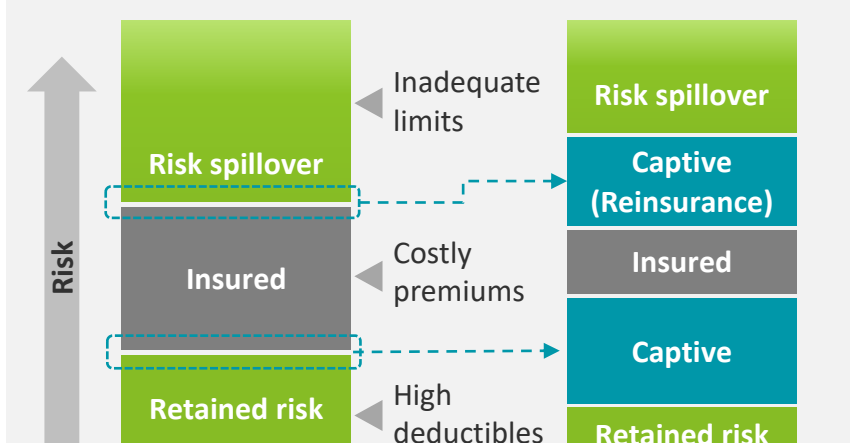 Inadequate
limits
Risk spillover
Risk
Insured
Costly
premiums
Retained risk
High
deductibles
Risk spillover
Captive
(Reinsurance)
Insured
Captive
Retained risk